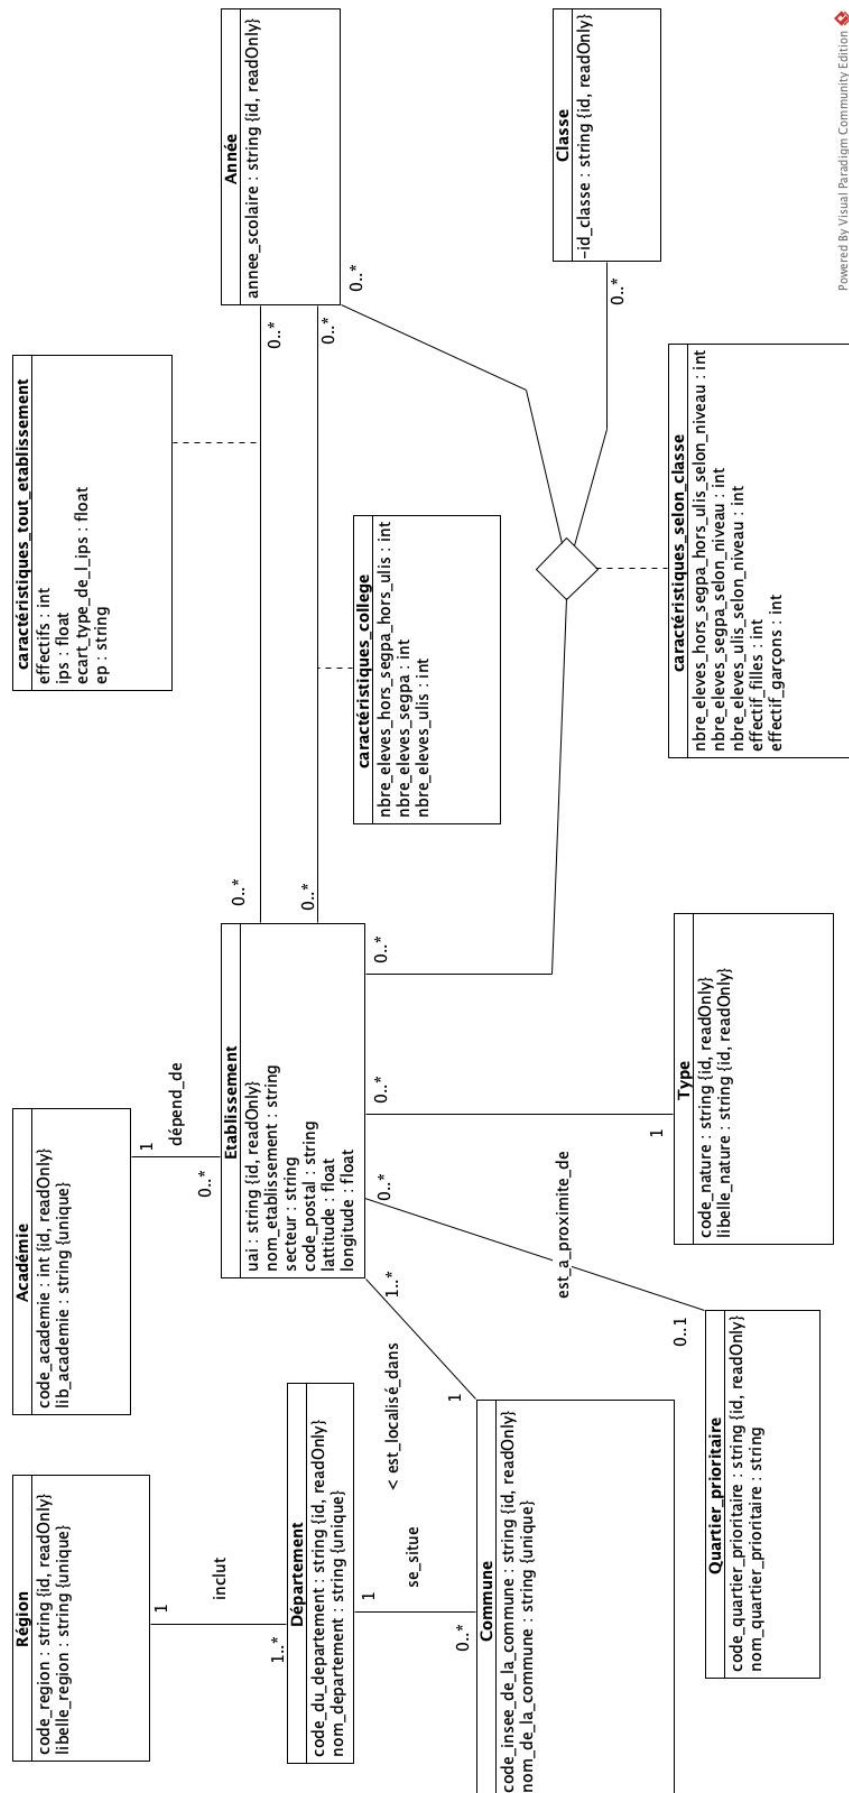 Région
code_region : string {id, readOnly}
libelle_region : string {unique}
1
inclut
1..*
Département
code_du_departement : string {id, readOnly}
nom_departement : string {unique}
1
se_situe
0..*
Commune
code_insee_de_la_commune : string {id, readOnly}
nom_de_la_commune : string {unique}
1
< est_localisé_dans
1..*
Quartier_prioritaire
code_quartier_prioritaire : string {id, readOnly}
nom_quartier_prioritaire : string
0..1
est_a_proximite_de
0..*
Académie
code_academie : int {id, readOnly}
lib_academie : string {unique}
1
dépend_de
0..*
Etablissement
uai : string {id, readOnly}
nom_etablissement : string
secteur : string
code_postal : string
lattitude : float
longitude : float
0..*
1
Type
code_nature : string {id, readOnly}
libelle_nature : string {id, readOnly}
0..*
0..*
0..*
caractéristiques_tout_etablissement
effectifs : int
ips : float
ecart_type_de_l_ips : float
ep : string
caractéristiques_college
nbre_eleves_hors_segpa_hors_ulis : int
nbre_eleves_segpa : int
nbre_eleves_ulis : int
caractéristiques_selon_classe
nbre_eleves_hors_segpa_hors_ulis_selon_niveau : int
nbre_eleves_segpa_selon_niveau : int
nbre_eleves_ulis_selon_niveau : int
effectif_filles : int
effectif_garçons : int
0..*
0..*
0..*
Année
annee_scolaire : string {id, readOnly}
0..*
Classe
-id_classe : string {id, readOnly}
Powered By Visual Paradigm Community Edition